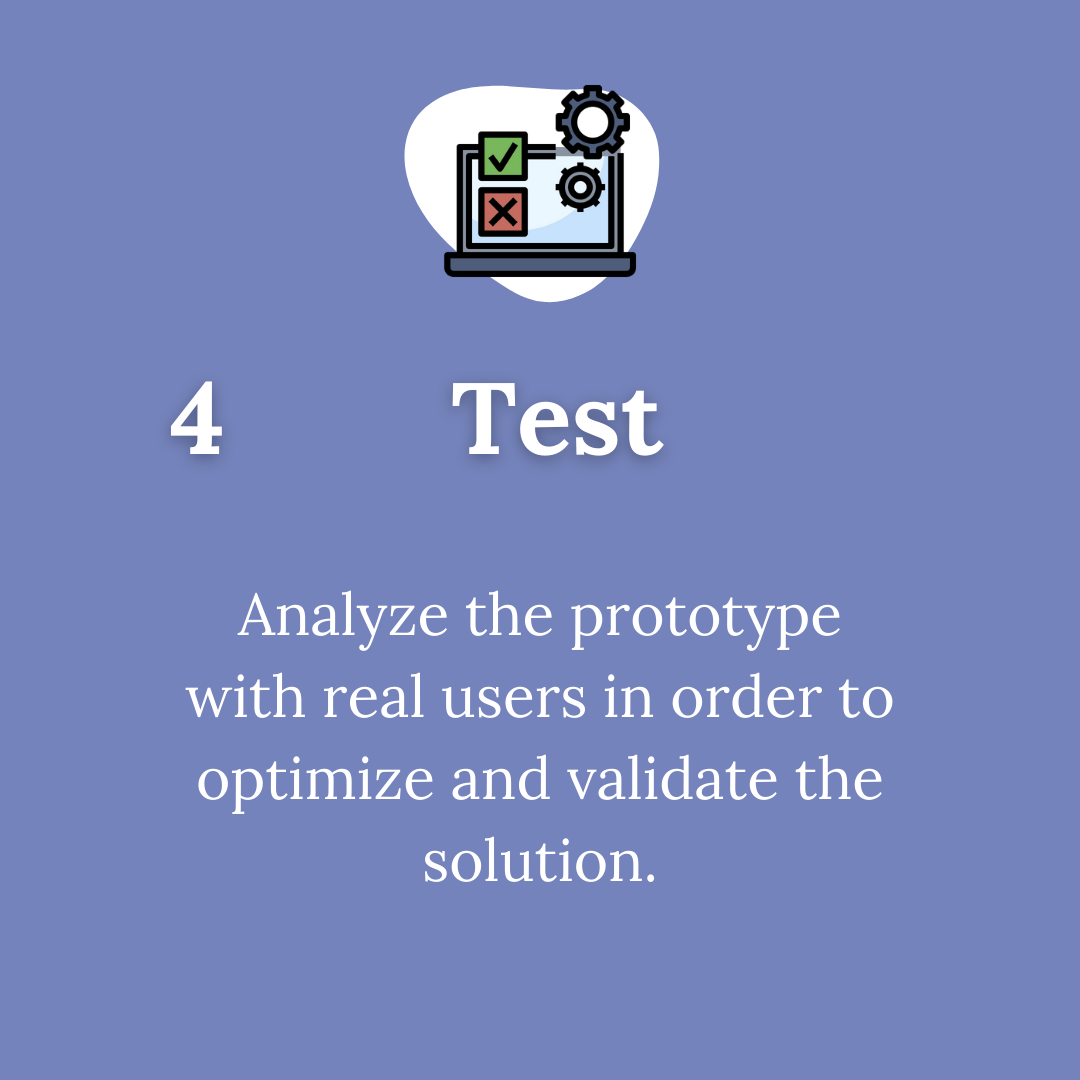 4 Test
Analyze the prototype
with real users in order to
optimize and validate the
solution.